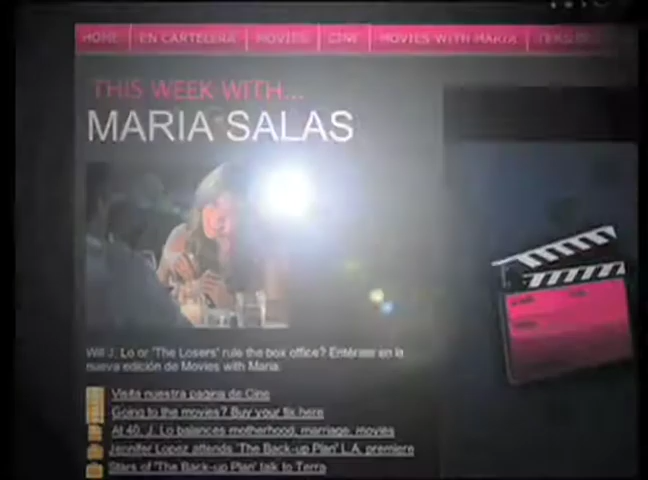 HOME EN CARTELERA MOVIES CINE MOVIES WITH MARIA
THIS WEEK WITH...
MARIA SALAS
Will J. Lo or 'The Losers' rule the box office? Entérate en la
nueva edición de Movies with Maria.
Visita nuestra pagina de Cine
Going to the movies? Buy your tix here
At 40, J. Lo balances motherhood, marriage, movies
Jennifer Lopez attends 'The Back-up Plan' L.A. premiere
Stars of 'The Back-up Plan' talk to Terra